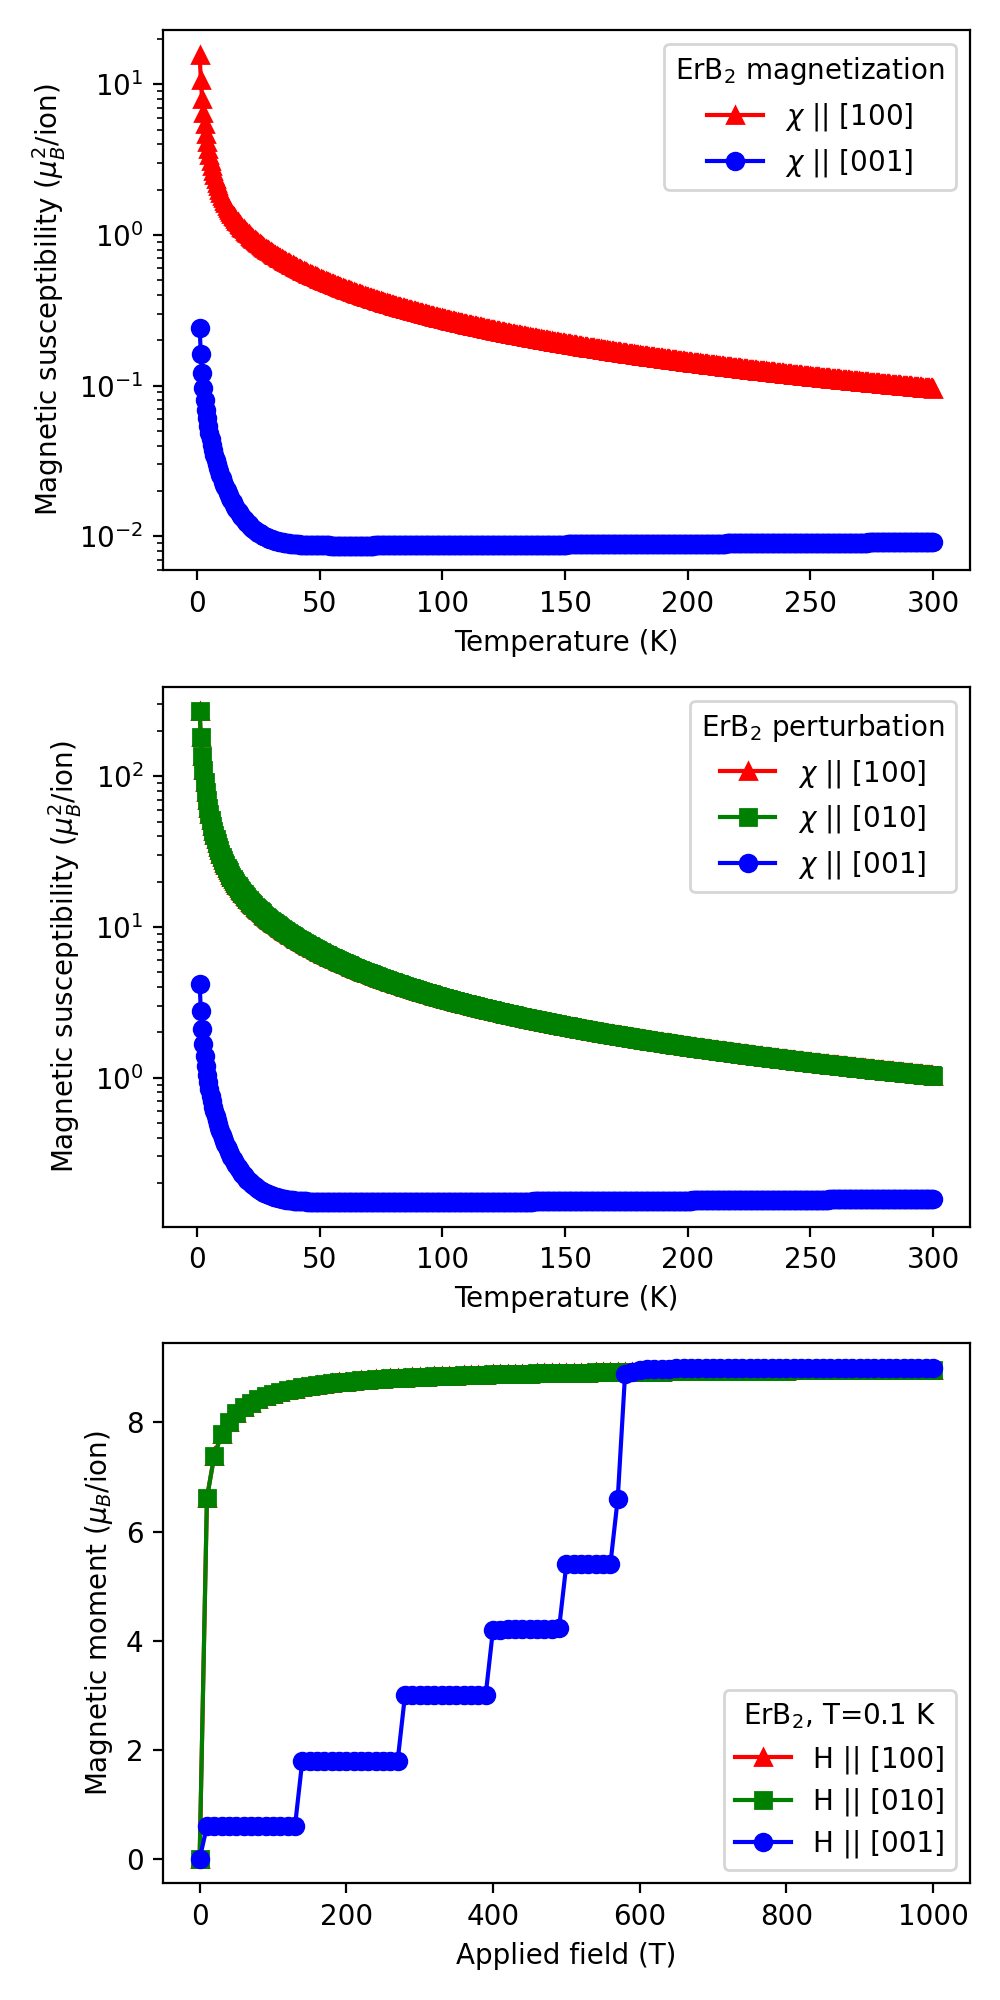 ErB₂ magnetization
χ || [100]
χ || [001]
Magnetic susceptibility (μ_B²/ion)
10¹
10⁰
10⁻¹
10⁻²
0 50 100 150 200 250 300
Temperature (K)
ErB₂ perturbation
χ || [100]
χ || [010]
χ || [001]
Magnetic susceptibility (μ_B²/ion)
10²
10¹
10⁰
0 50 100 150 200 250 300
Temperature (K)
Magnetic moment (μ_B/ion)
8
6
4
2
0
ErB₂, T=0.1 K
H || [100]
H || [010]
H || [001]
0 200 400 600 800 1000
Applied field (T)